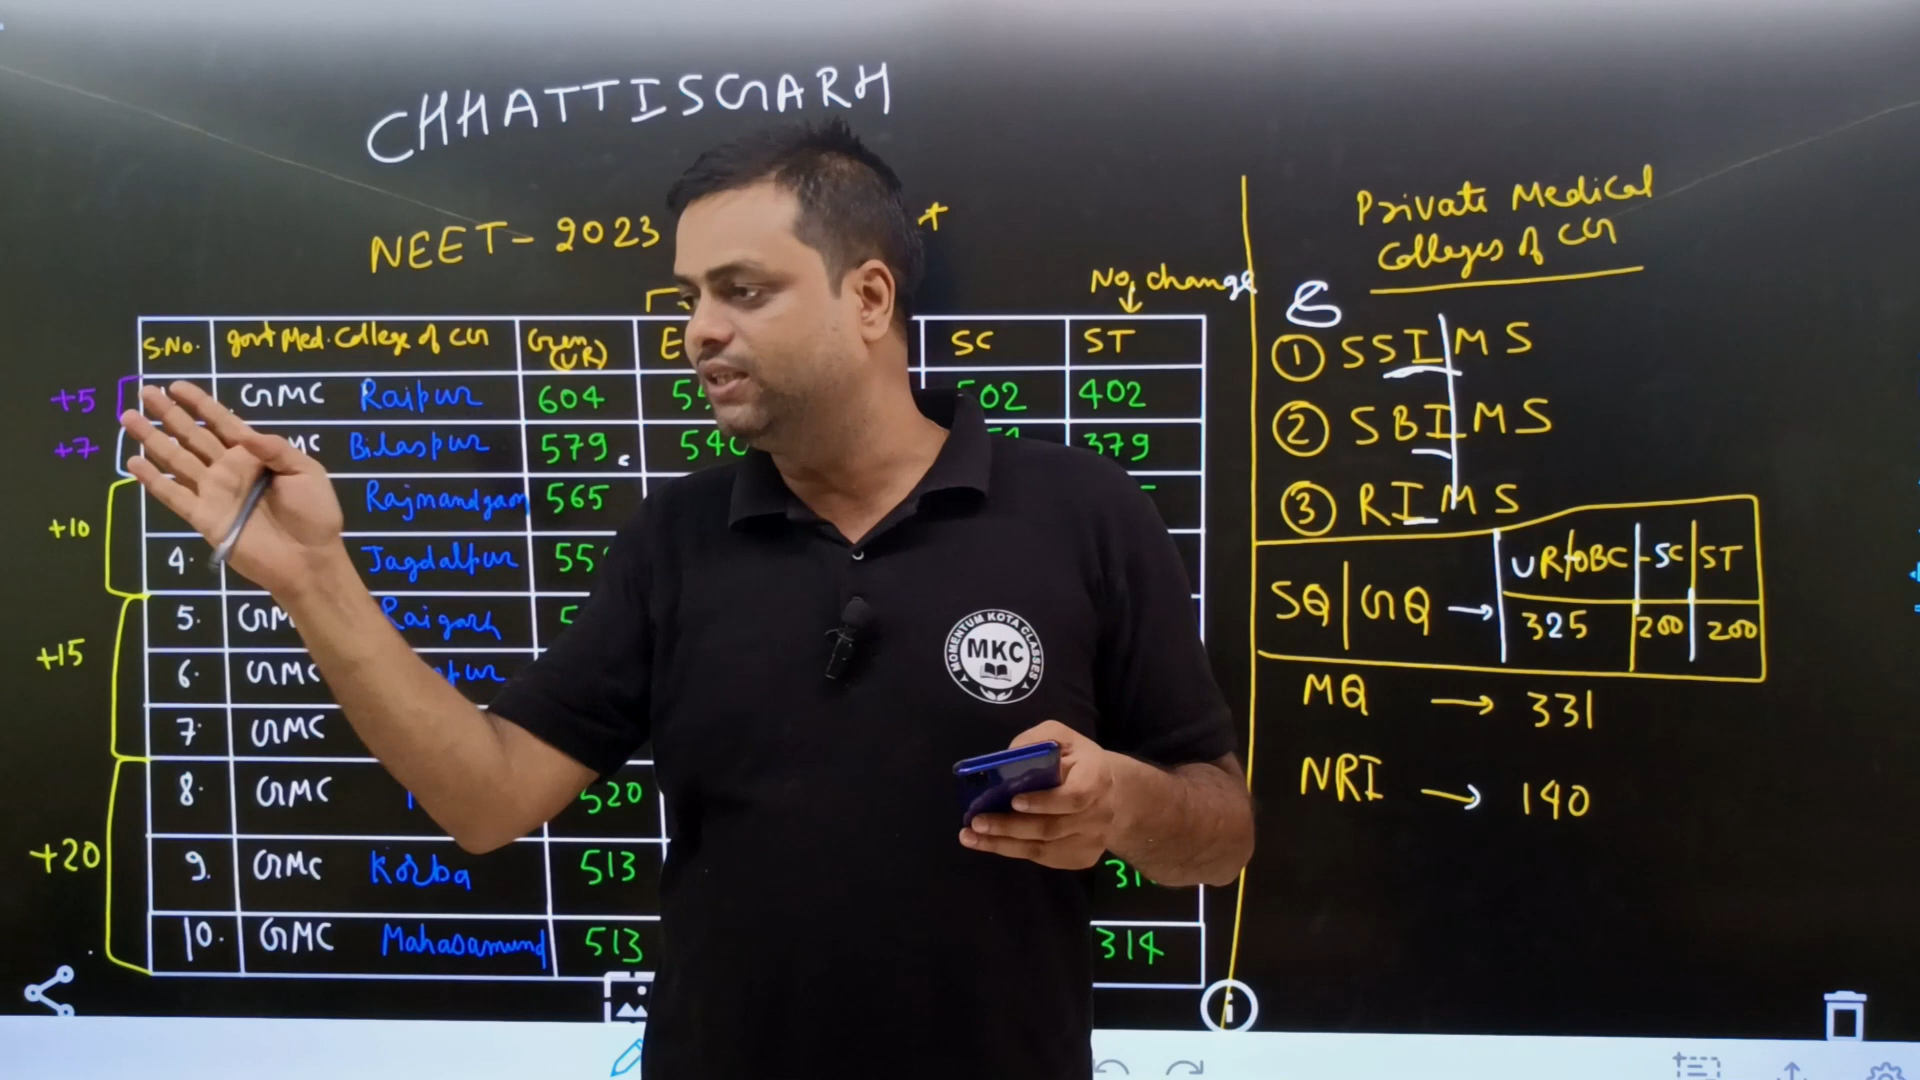 CHHATTISGARH
NEET-2023
No change
S.No. Govt Med. College of CG Gen (UR) SC ST
+5 GMC Raipur 604 502 402
+7 Bilaspur 579 540 379
Rajnandgaon 565
+10
4. Jagdalpur
5. GMC Raigarh
+15
6. GMC
7. GMC
8. GMC 520
+20
9. GMC Korba 513
10. GMC Mahasamund 513 314
Private Medical
Colleges of CG
1 SSIMS
2 SBIMS
3 RIMS
UR/OBC SC ST
SQ/GQ → 325 200 200
MQ → 331
NRI → 140
MOMENTUM KOTA CLASSES
MKC